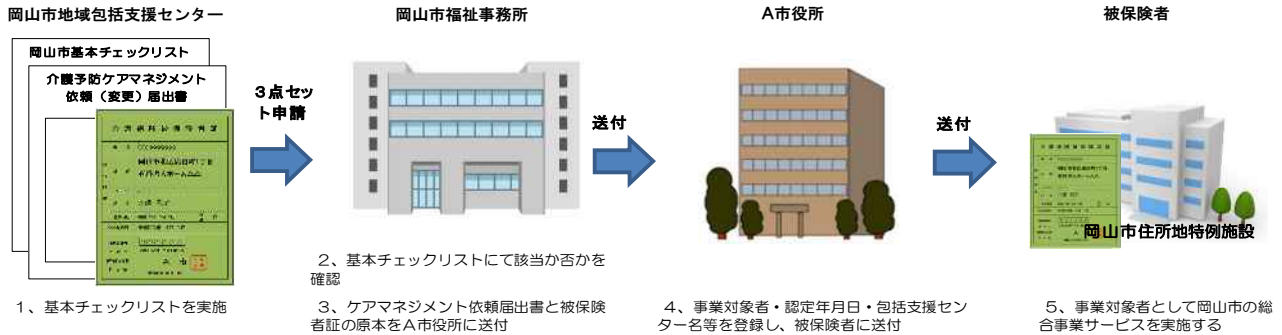 岡山市地域包括支援センター
岡山市福祉事務所
A市役所
被保険者
岡山市基本チェックリスト
介護予防ケアマネジメント
依頼(変更)届出書
3点セッ
ト申請
送付
送付
岡山市住所地特例施設
1、基本チェックリストを実施
2、基本チェックリストにて該当か否かを
確認
3、ケアマネジメント依頼届出書と被保険
者証の原本をA市役所に送付
4、事業対象者・認定年月日・包括支援セン
ター名等を登録し、被保険者に送付
5、事業対象者として岡山市の総
合事業サービスを実施する